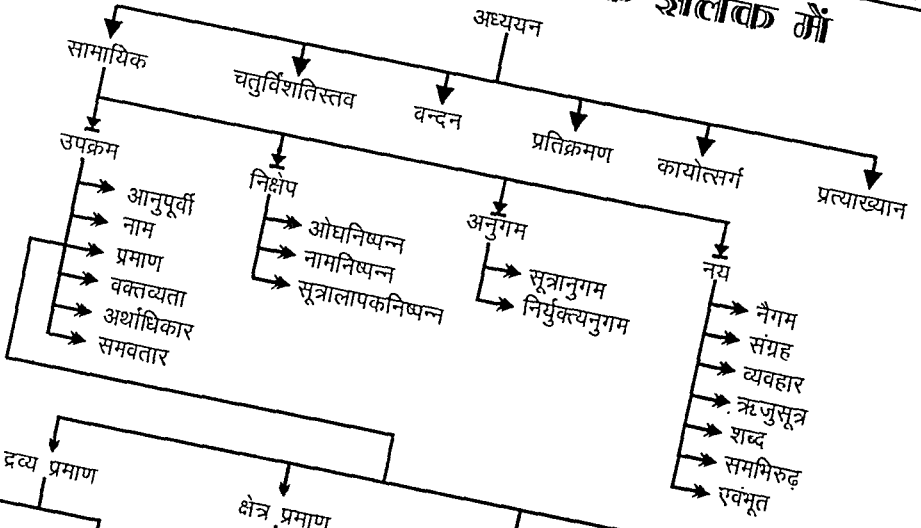 झलक में
अध्ययन
सामायिक
चतुर्विंशतिस्तव
वन्दन
प्रतिक्रमण
कायोत्सर्ग
प्रत्याख्यान
उपक्रम
आनुपूर्वी
नाम
प्रमाण
वक्तव्यता
अर्थाधिकार
समवतार
निक्षेप
ओघनिष्पन्न
नामनिष्पन्न
सूत्रालापकनिष्पन्न
अनुगम
सूत्रानुगम
निर्युक्त्यनुगम
नय
नैगम
संग्रह
व्यवहार
ऋजुसूत्र
शब्द
समभिरुढ़
एवंभूत
द्रव्य प्रमाण
क्षेत्र प्रमाण